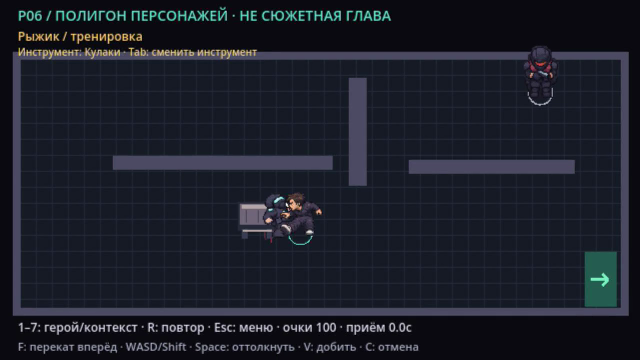 P06 / ПОЛИГОН ПЕРСОНАЖЕЙ · НЕ СЮЖЕТНАЯ ГЛАВА
Рыжик / тренировка
Инструмент: Кулаки · Tab: сменить инструмент
→
1–7: герой/контекст · R: повтор · Esc: меню · очки 100 · приём 0.0с
F: перекат вперёд · WASD/Shift · Space: оттолкнуть · V: добить · C: отмена